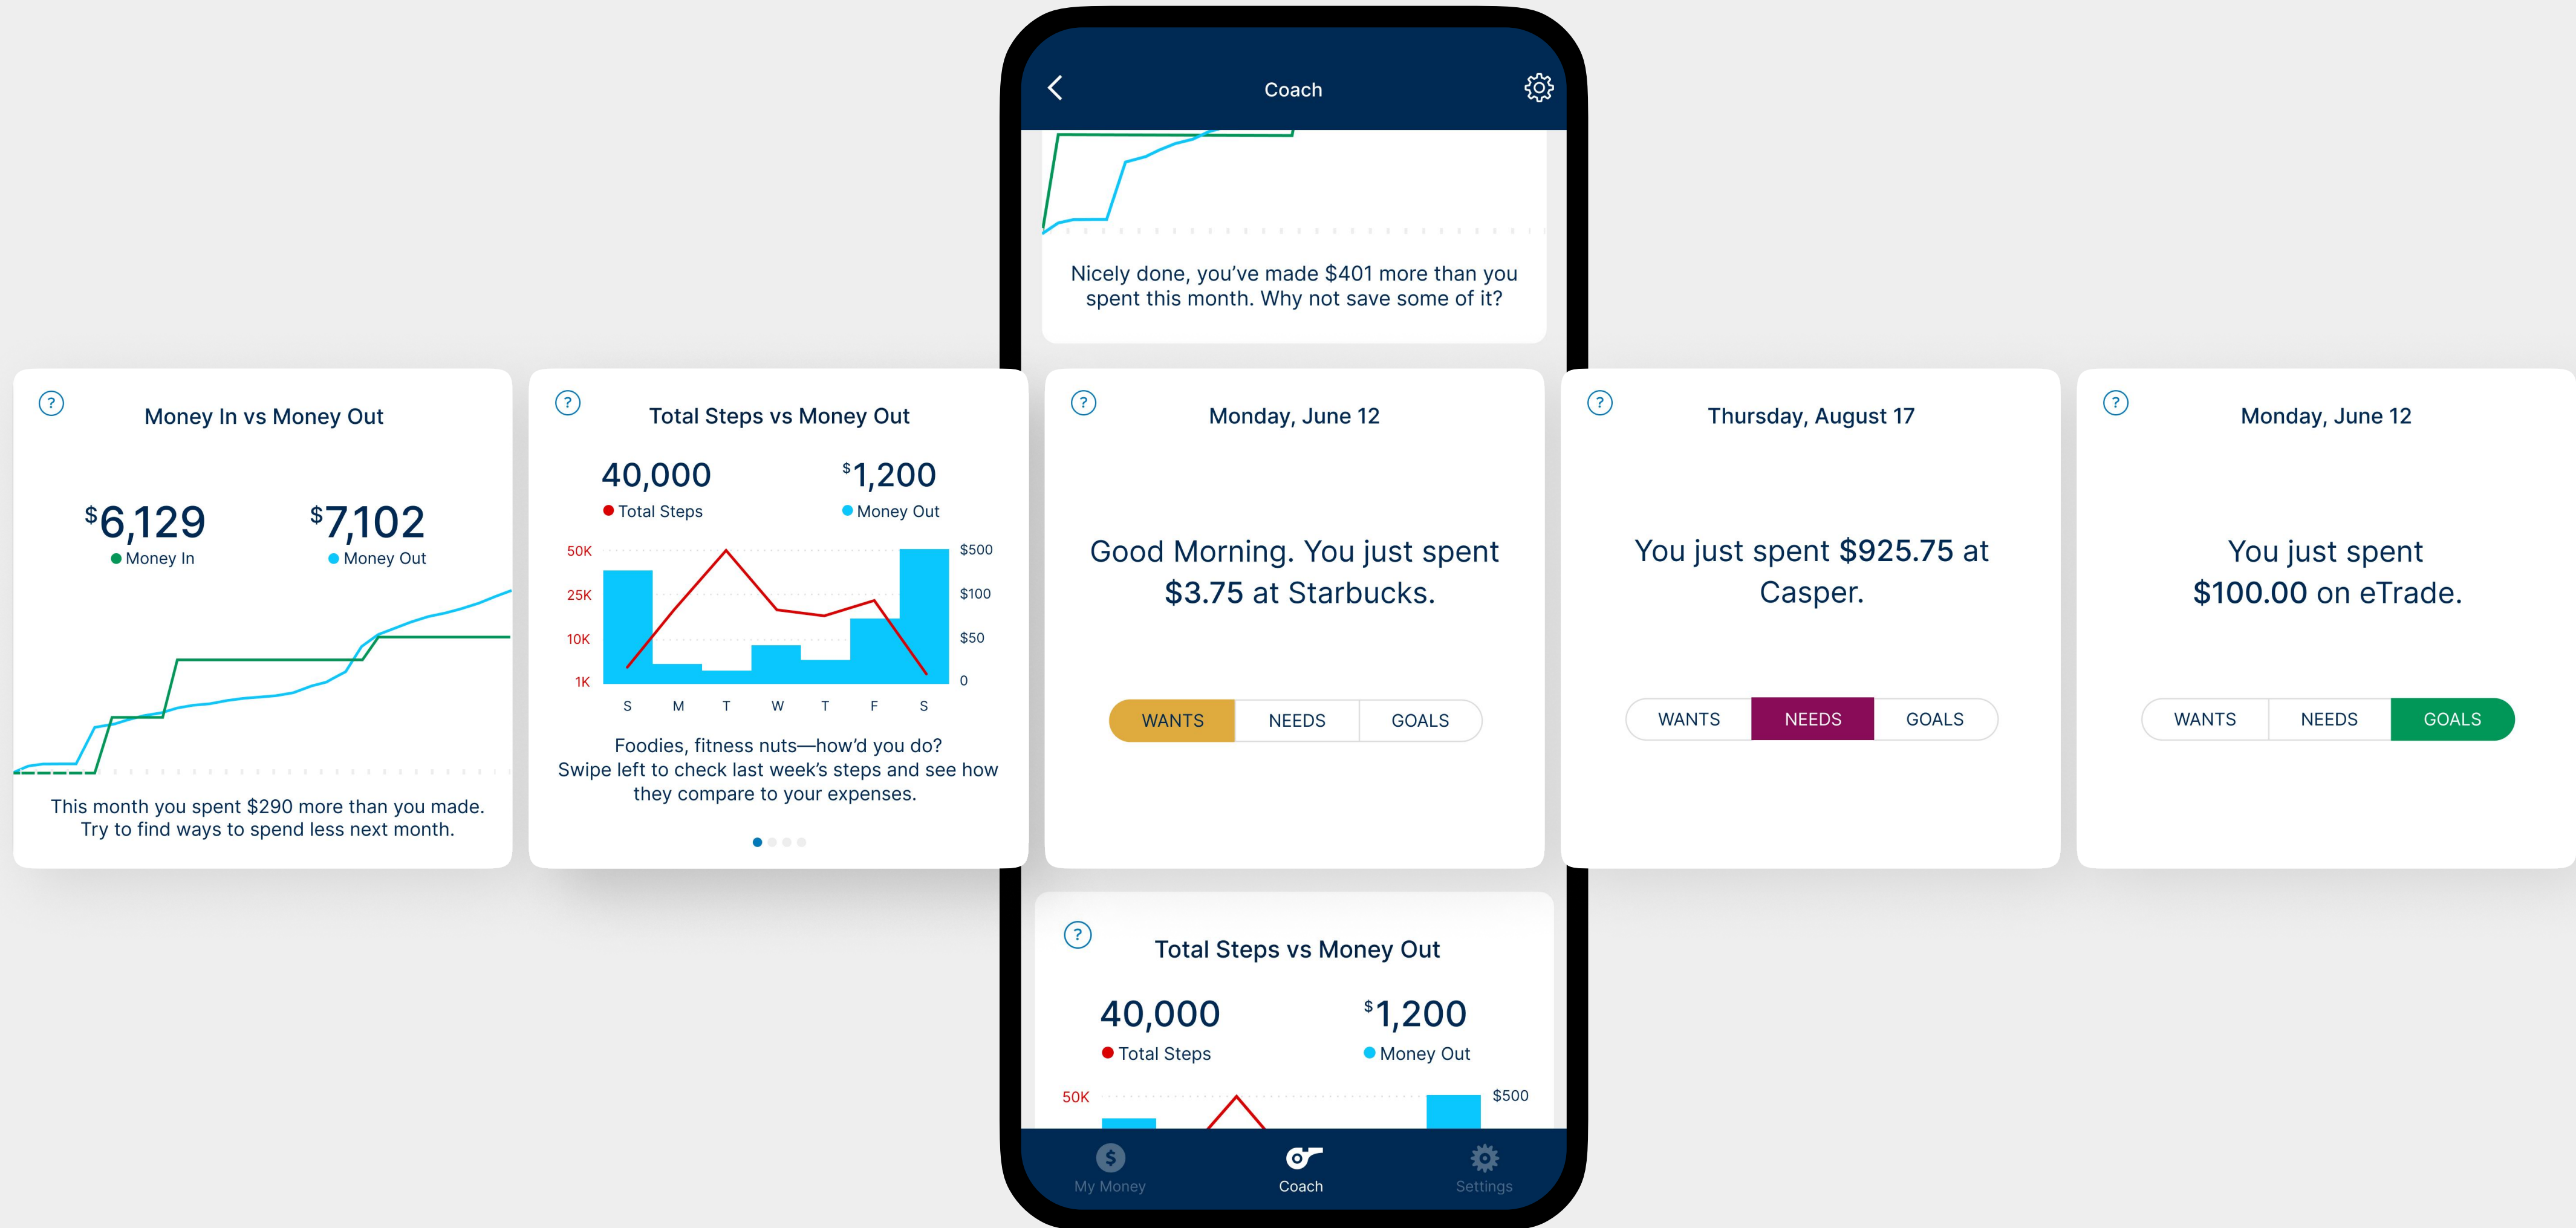 Coach
Nicely done, you’ve made $401 more than you
spent this month. Why not save some of it?
?
Money In vs Money Out
$6,129
$7,102
Money In
Money Out
This month you spent $290 more than you made.
Try to find ways to spend less next month.
?
Total Steps vs Money Out
40,000
$1,200
Total Steps
Money Out
50K
$500
25K
$100
10K
$50
1K
0
S M T W T F S
Foodies, fitness nuts—how’d you do?
Swipe left to check last week’s steps and see how
they compare to your expenses.
?
Monday, June 12
Good Morning. You just spent
$3.75 at Starbucks.
WANTS NEEDS GOALS
?
Thursday, August 17
You just spent $925.75 at
Casper.
WANTS NEEDS GOALS
?
Monday, June 12
You just spent
$100.00 on eTrade.
WANTS NEEDS GOALS
?
Total Steps vs Money Out
40,000
$1,200
Total Steps
Money Out
50K
$500
$
My Money
Coach
Settings